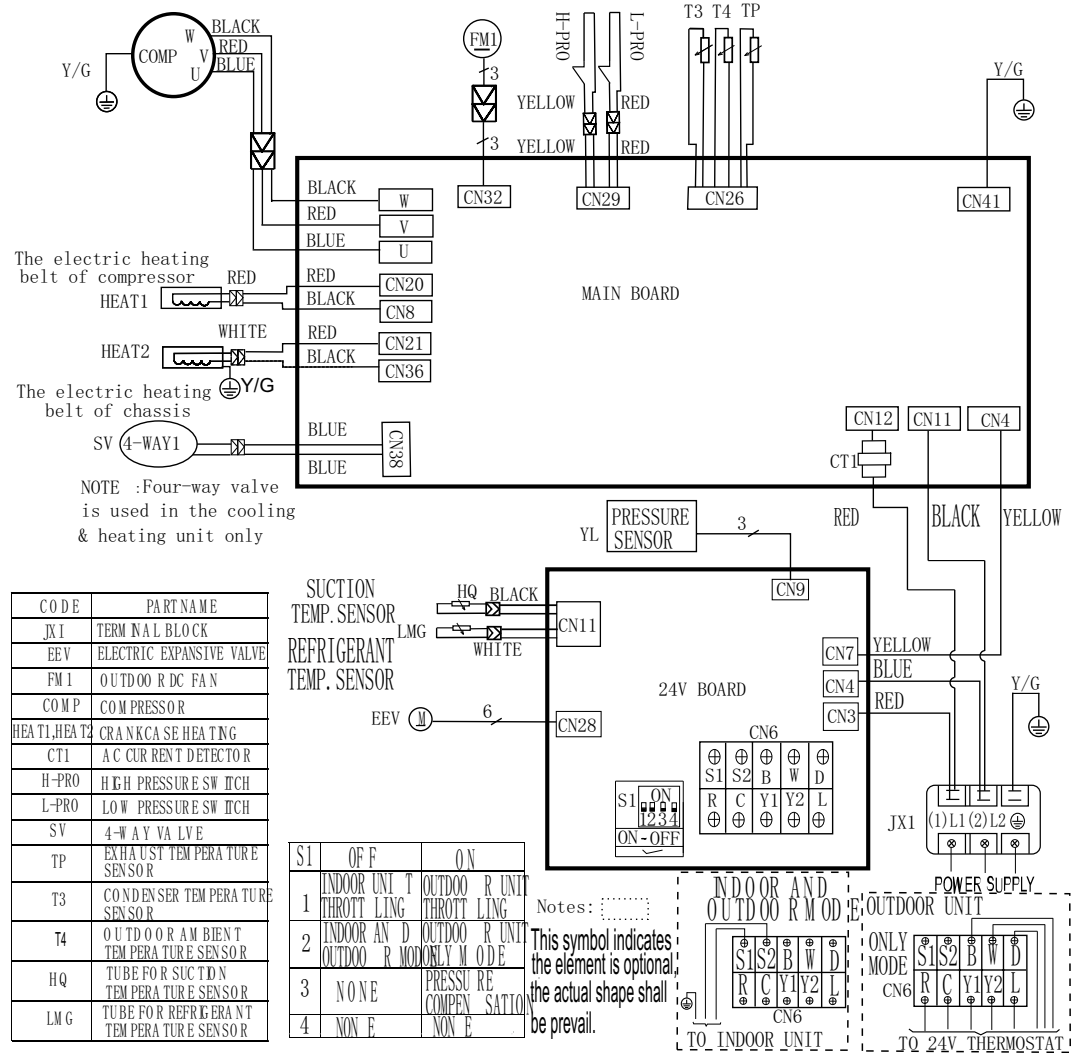 BLACK
RED
BLUE
W
V
U
COMP
Y/G
FM1
3
3
H-PRO
L-PRO
YELLOW
RED
YELLOW
RED
T3 T4 TP
Y/G
BLACK
RED
BLUE
W
V
U
CN32
CN29
CN26
CN41
The electric heating
belt of compressor
HEAT1
RED
RED
BLACK
CN20
CN8
MAIN BOARD
WHITE
HEAT2
RED
BLACK
CN21
CN36
Y/G
The electric heating
belt of chassis
SV
4-WAY1
BLUE
BLUE
CN38
NOTE :Four-way valve
is used in the cooling
& heating unit only
CN12
CN11
CN4
CT1
RED
BLACK
YELLOW
YL
PRESSURE
SENSOR
3
CN9
SUCTION
TEMP.SENSOR
HQ
BLACK
LMG
WHITE
CN11
REFRIGERANT
TEMP.SENSOR
EEV
M
6
CN28
24V BOARD
CN7
CN4
CN3
YELLOW
BLUE
RED
Y/G
CN6
S1 S2 B W D
R C Y1 Y2 L
S1
ON
1234
ON-OFF
JX1
(1)L1(2)L2
POWER SUPPLY
CODE PARTNAME
JX1 TERMINAL BLOCK
EEV ELECTRIC EXPANSIVE VALVE
FM1 OUTDOOR DC FAN
COMP COMPRESSOR
HEAT1,HEAT2 CRANKCASE HEATING
CT1 AC CURRENT DETECTOR
H-PRO HIGH PRESSURE SWITCH
L-PRO LOW PRESSURE SWITCH
SV 4-WAY VALVE
TP EXHAUST TEMPERATURE
SENSOR
T3 CONDENSER TEMPERATURE
SENSOR
T4 OUTDOOR AMBIENT
TEMPERATURE SENSOR
HQ TUBE FOR SUCTION
TEMPERATURE SENSOR
LMG TUBE FOR REFRIGERANT
TEMPERATURE SENSOR
S1 OFF ON
1 INDOOR UNIT THROTTLING OUTDOOR UNIT THROTTLING
2 INDOOR AND OUTDOOR MODE OUTDOOR UNIT ONLY MODE
3 NONE PRESSURE COMPENSATION
4 NONE NONE
Notes:
This symbol indicates
the element is optional,
the actual shape shall
be prevail.
INDOOR AND
OUTDOOR MODE
S1 S2 B W D
R C Y1 Y2 L
CN6
TO INDOOR UNIT
OUTDOOR UNIT
ONLY
MODE
CN6
S1 S2 B W D
R C Y1 Y2 L
TO 24V THERMOSTAT